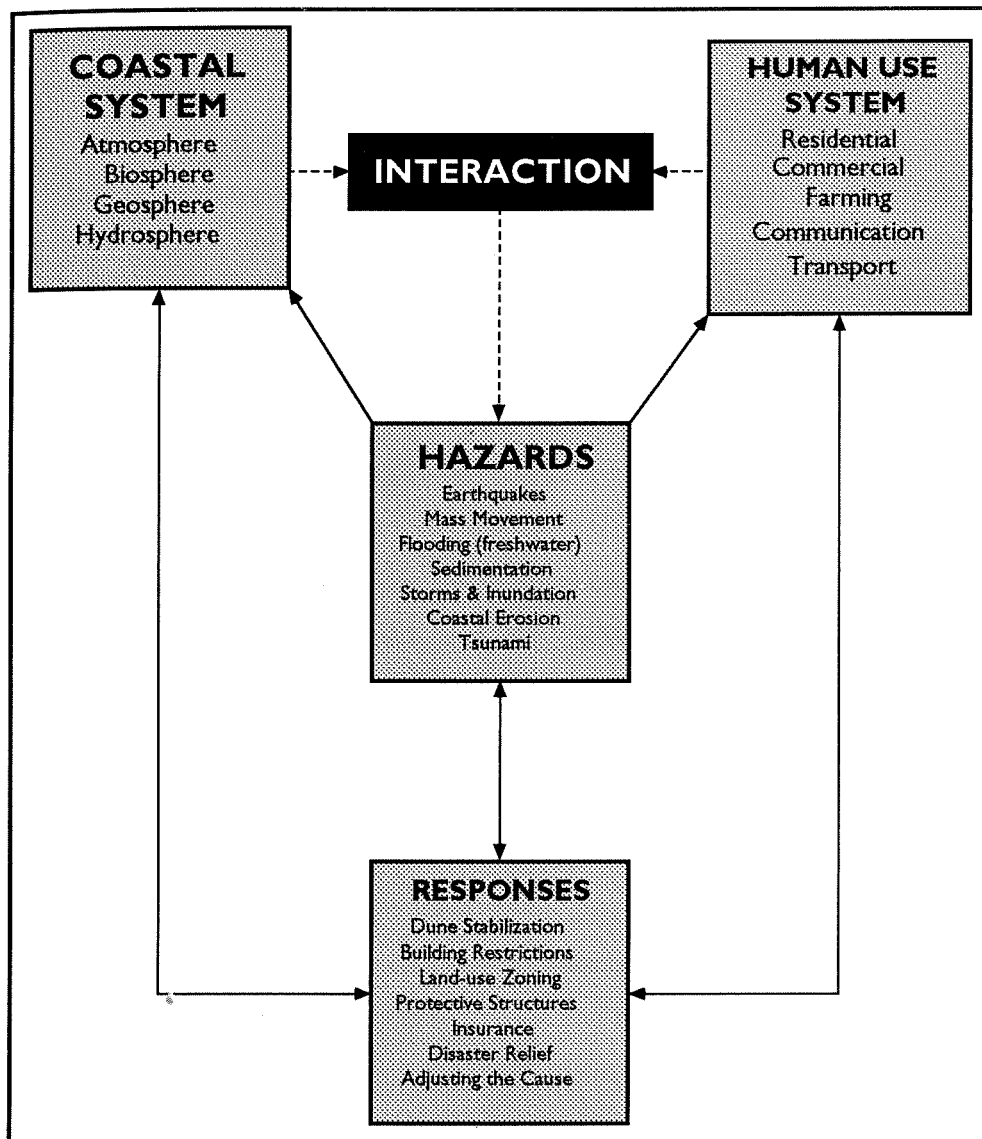 COASTAL
SYSTEM
Atmosphere
Biosphere
Geosphere
Hydrosphere
INTERACTION
HUMAN USE
SYSTEM
Residential
Commercial
Farming
Communication
Transport
HAZARDS
Earthquakes
Mass Movement
Flooding (freshwater)
Sedimentation
Storms & Inundation
Coastal Erosion
Tsunami
RESPONSES
Dune Stabilization
Building Restrictions
Land-use Zoning
Protective Structures
Insurance
Disaster Relief
Adjusting the Cause